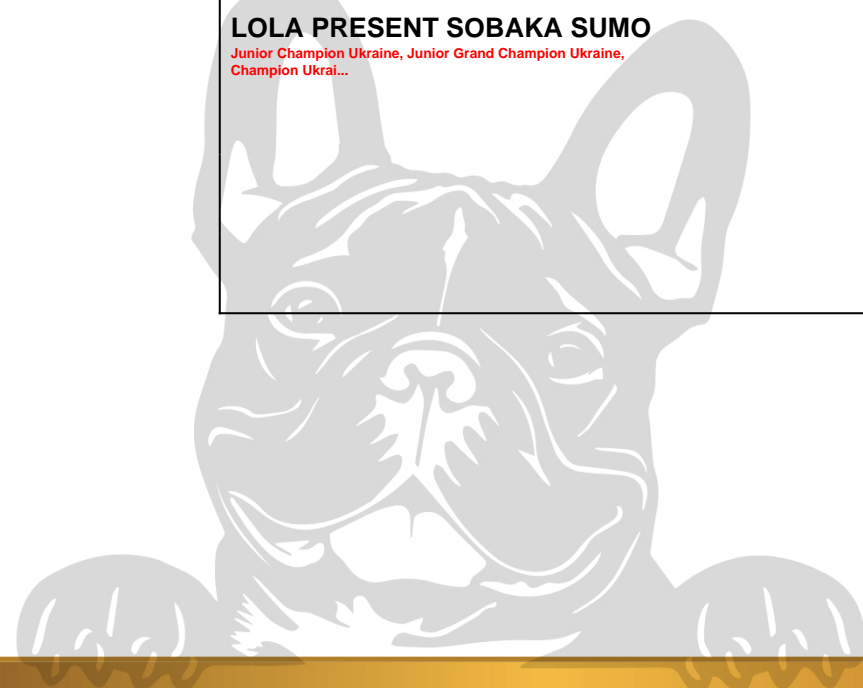 LOLA PRESENT SOBAKA SUMO
Junior Champion Ukraine, Junior Grand Champion Ukraine,
Champion Ukrai...